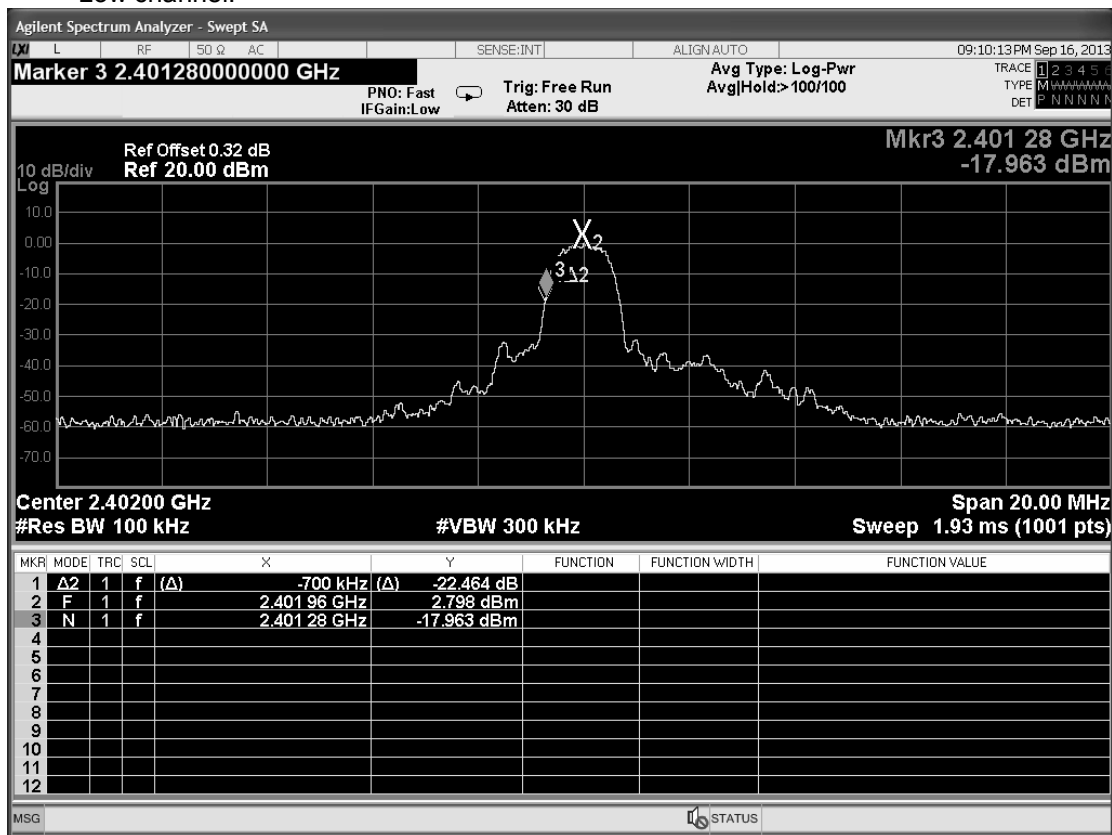 Low channel:
Agilent Spectrum Analyzer - Swept SA
LXI L RF 50 Ω AC SENSE:INT ALIGN AUTO 09:10:13 PM Sep 16, 2013
Marker 3 2.401280000000 GHz
PNO: Fast
IFGain:Low
Trig: Free Run
Atten: 30 dB
Avg Type: Log-Pwr
Avg|Hold:>100/100
TRACE 1 2 3 4 5 6
TYPE M
DET P N N N N N
Mkr3 2.401 28 GHz
-17.963 dBm
Ref Offset 0.32 dB
10 dB/div Ref 20.00 dBm
Log
10.0
0.00
-10.0
-20.0
-30.0
-40.0
-50.0
-60.0
-70.0
X2
3 Δ2
Center 2.40200 GHz Span 20.00 MHz
#Res BW 100 kHz #VBW 300 kHz Sweep 1.93 ms (1001 pts)
MKR MODE TRC SCL X Y FUNCTION FUNCTION WIDTH FUNCTION VALUE
1 Δ2 1 f (Δ) -700 kHz (Δ) -22.464 dB
2 F 1 f 2.401 96 GHz 2.798 dBm
3 N 1 f 2.401 28 GHz -17.963 dBm
4
5
6
7
8
9
10
11
12
MSG STATUS